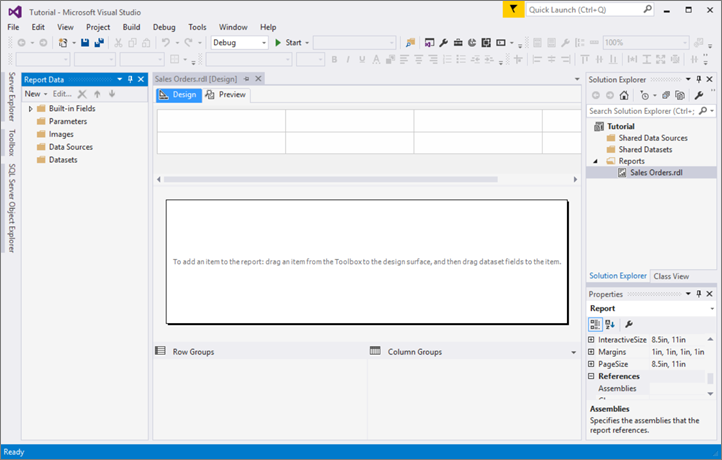 Tutorial - Microsoft Visual Studio
Quick Launch (Ctrl+Q)
File Edit View Project Build Debug Design Format Tools Window Help
Debug Start 100%
B I U A
Server Explorer
Toolbox
SQL Server Object Explorer
Report Data
New Edit...
Built-in Fields
Parameters
Images
Data Sources
Datasets
Sales Orders.rdl [Design]
Design Preview
To add an item to the report: drag an item from the Toolbox to the design surface, and then drag dataset fields to the item.
Row Groups Column Groups
Solution Explorer
Search Solution Explorer (Ctrl+;
Tutorial
Shared Data Sources
Shared Datasets
Reports
Sales Orders.rdl
Solution Explorer Class View
Properties
Report
InteractiveSize 8.5in, 11in
Margins 1in, 1in, 1in, 1in
PageSize 8.5in, 11in
References
Assemblies
Assemblies
Specifies the assemblies that the
report references.
Ready